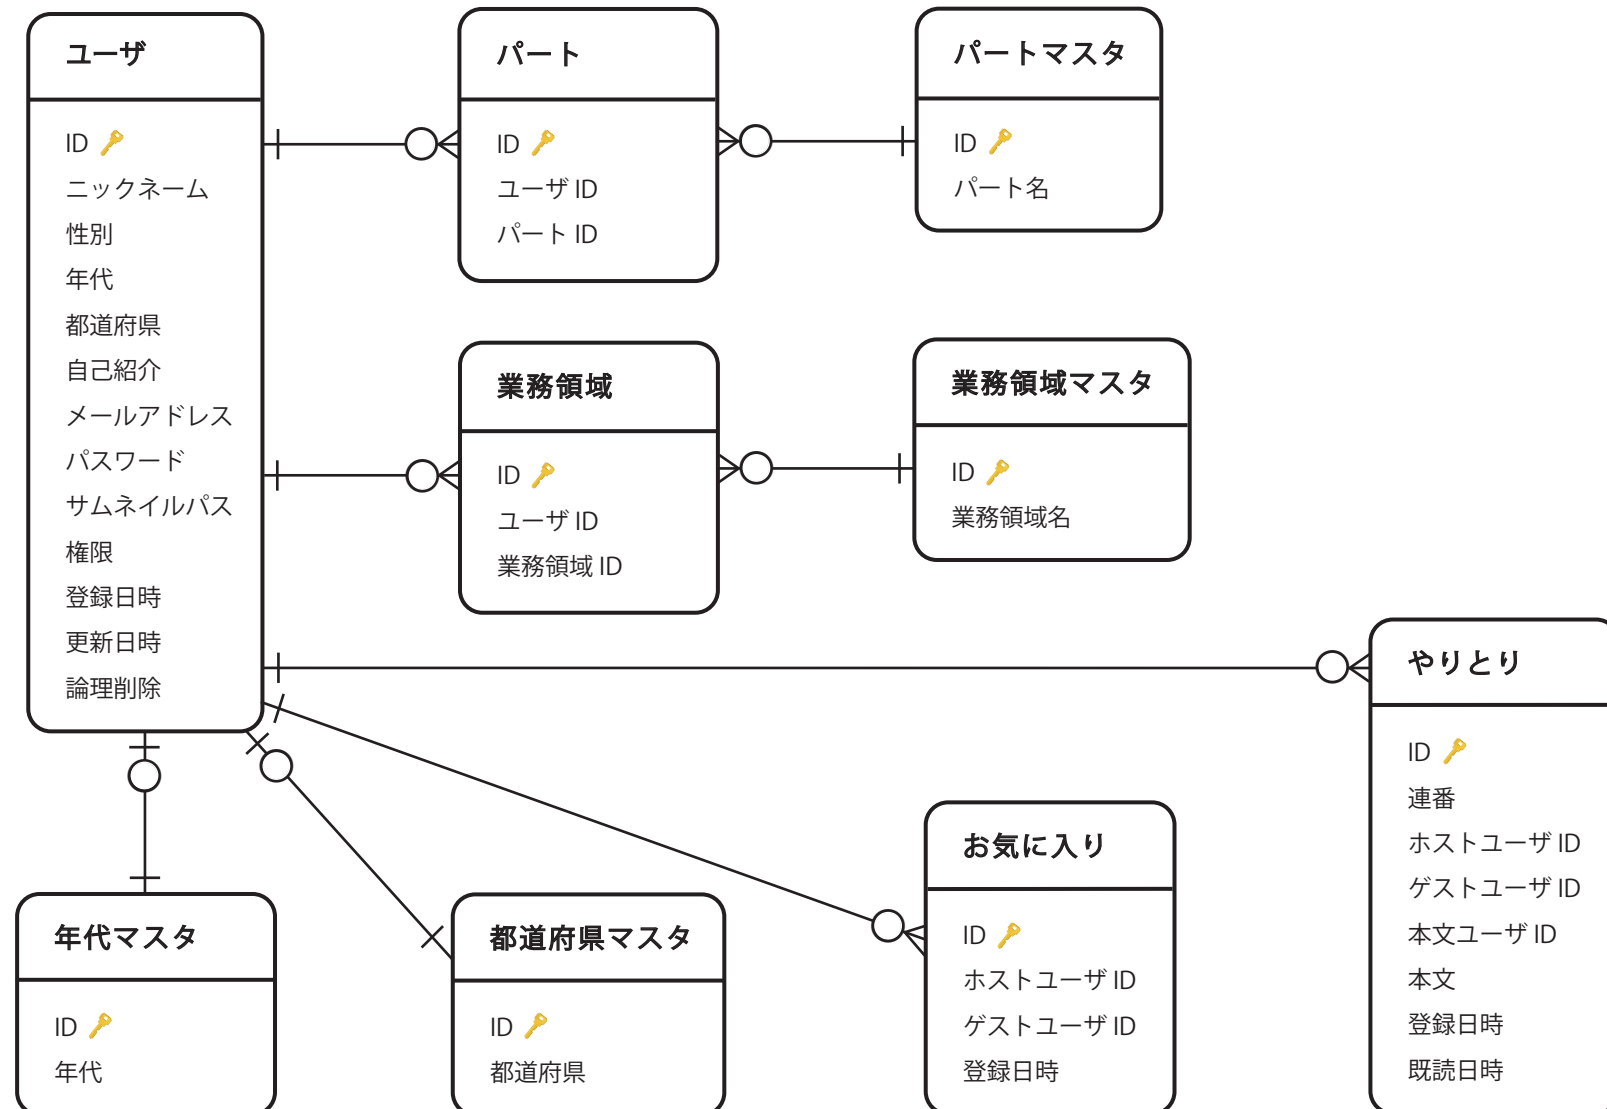 ユーザ
ID
ニックネーム
性別
年代
都道府県
自己紹介
メールアドレス
パスワード
サムネイルパス
権限
登録日時
更新日時
論理削除
パート
ID
ユーザ ID
パート ID
パートマスタ
ID
パート名
業務領域
ID
ユーザ ID
業務領域 ID
業務領域マスタ
ID
業務領域名
やりとり
ID
連番
ホストユーザ ID
ゲストユーザ ID
本文ユーザ ID
本文
登録日時
既読日時
お気に入り
ID
ホストユーザ ID
ゲストユーザ ID
登録日時
年代マスタ
ID
年代
都道府県マスタ
ID
都道府県